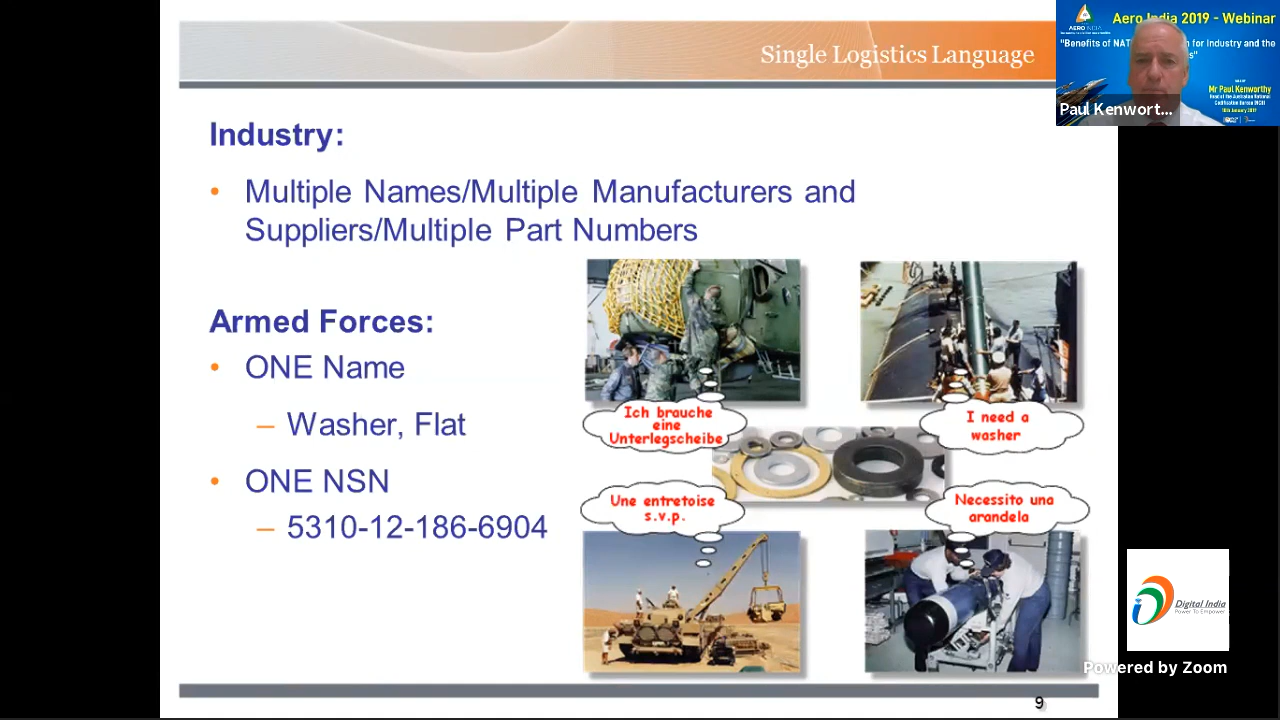 Single Logistics Language
Industry:
• Multiple Names/Multiple Manufacturers and
Suppliers/Multiple Part Numbers
Armed Forces:
• ONE Name
– Washer, Flat
• ONE NSN
– 5310-12-186-6904
Ich brauche
eine
Unterlegscheibe
I need a
washer
Une entretoise
s.v.p.
Necessito una
arandela
9
AERO INDIA
Aero India 2019 - Webinar
"Benefits of NAT
n for Industry and the
Mr Paul Kenworthy
Head of the Australian National
Codification Bureau (NCB)
2019
Paul Kenwort...
Digital India
Power To Empower
Powered by Zoom